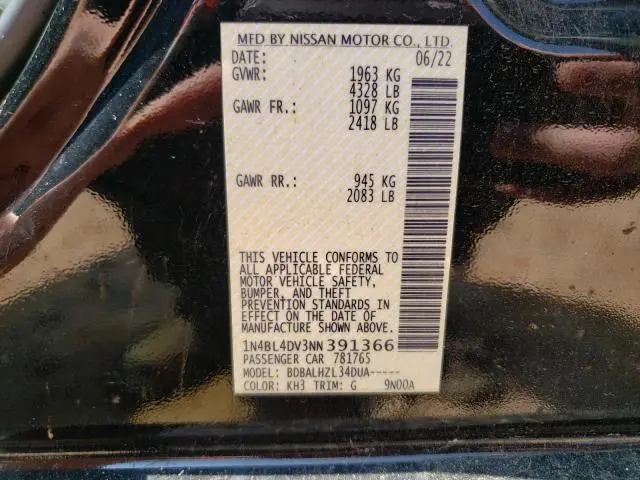 MFD BY NISSAN MOTOR CO., LTD.
DATE: 06/22
GVWR: 1963 KG
4328 LB
GAWR FR.: 1097 KG
2418 LB
GAWR RR.: 945 KG
2083 LB
THIS VEHICLE CONFORMS TO
ALL APPLICABLE FEDERAL
MOTOR VEHICLE SAFETY,
BUMPER, AND THEFT
PREVENTION STANDARDS IN
EFFECT ON THE DATE OF
MANUFACTURE SHOWN ABOVE.
1N4BL4DV3NN391366
PASSENGER CAR 781765
MODEL: BDBALHZL34DUA-----
COLOR: KH3 TRIM: G 9N00A